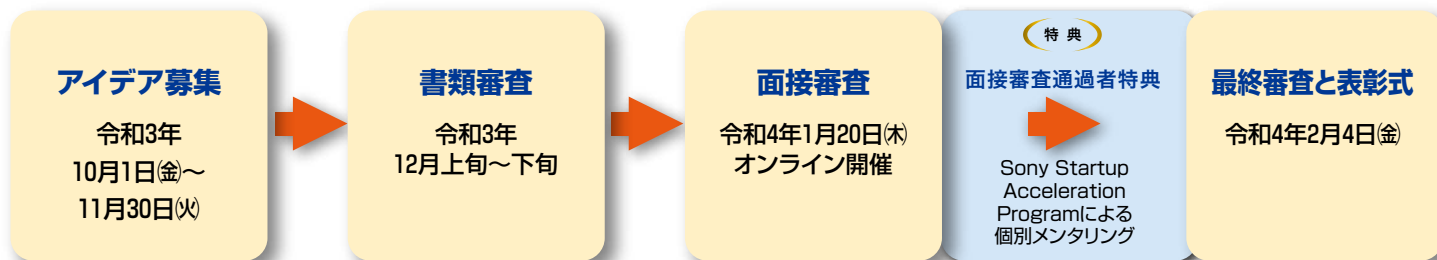 アイデア募集
令和3年
10月1日㈮〜
11月30日㈫
書類審査
令和3年
12月上旬〜下旬
面接審査
令和4年1月20日㈭
オンライン開催
特典
面接審査通過者特典
Sony Startup
Acceleration
Programによる
個別メンタリング
最終審査と表彰式
令和4年2月4日㈮